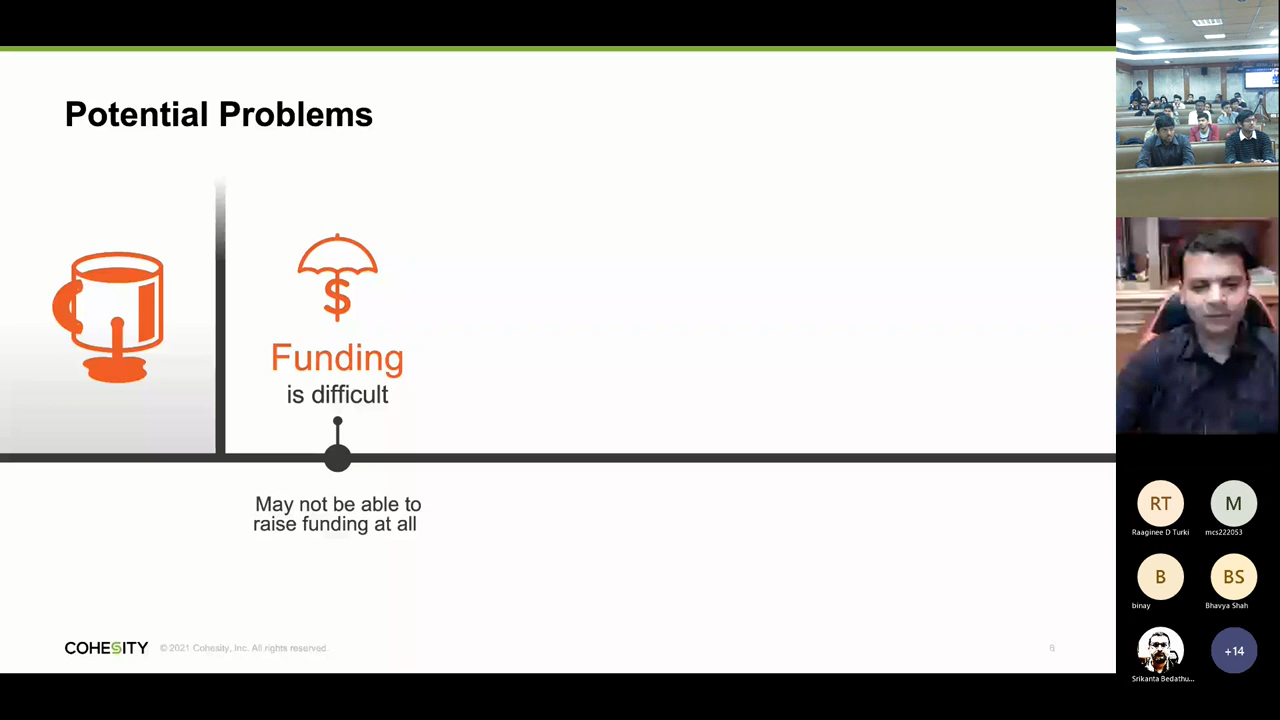 Potential Problems
$
Funding
is difficult
May not be able to
raise funding at all
COHESITY © 2021 Cohesity, Inc. All rights reserved.
6
RT
Raaginee D Turki
M
mcs222053
B
binay
BS
Bhavya Shah
Srikanta Bedathu...
+14